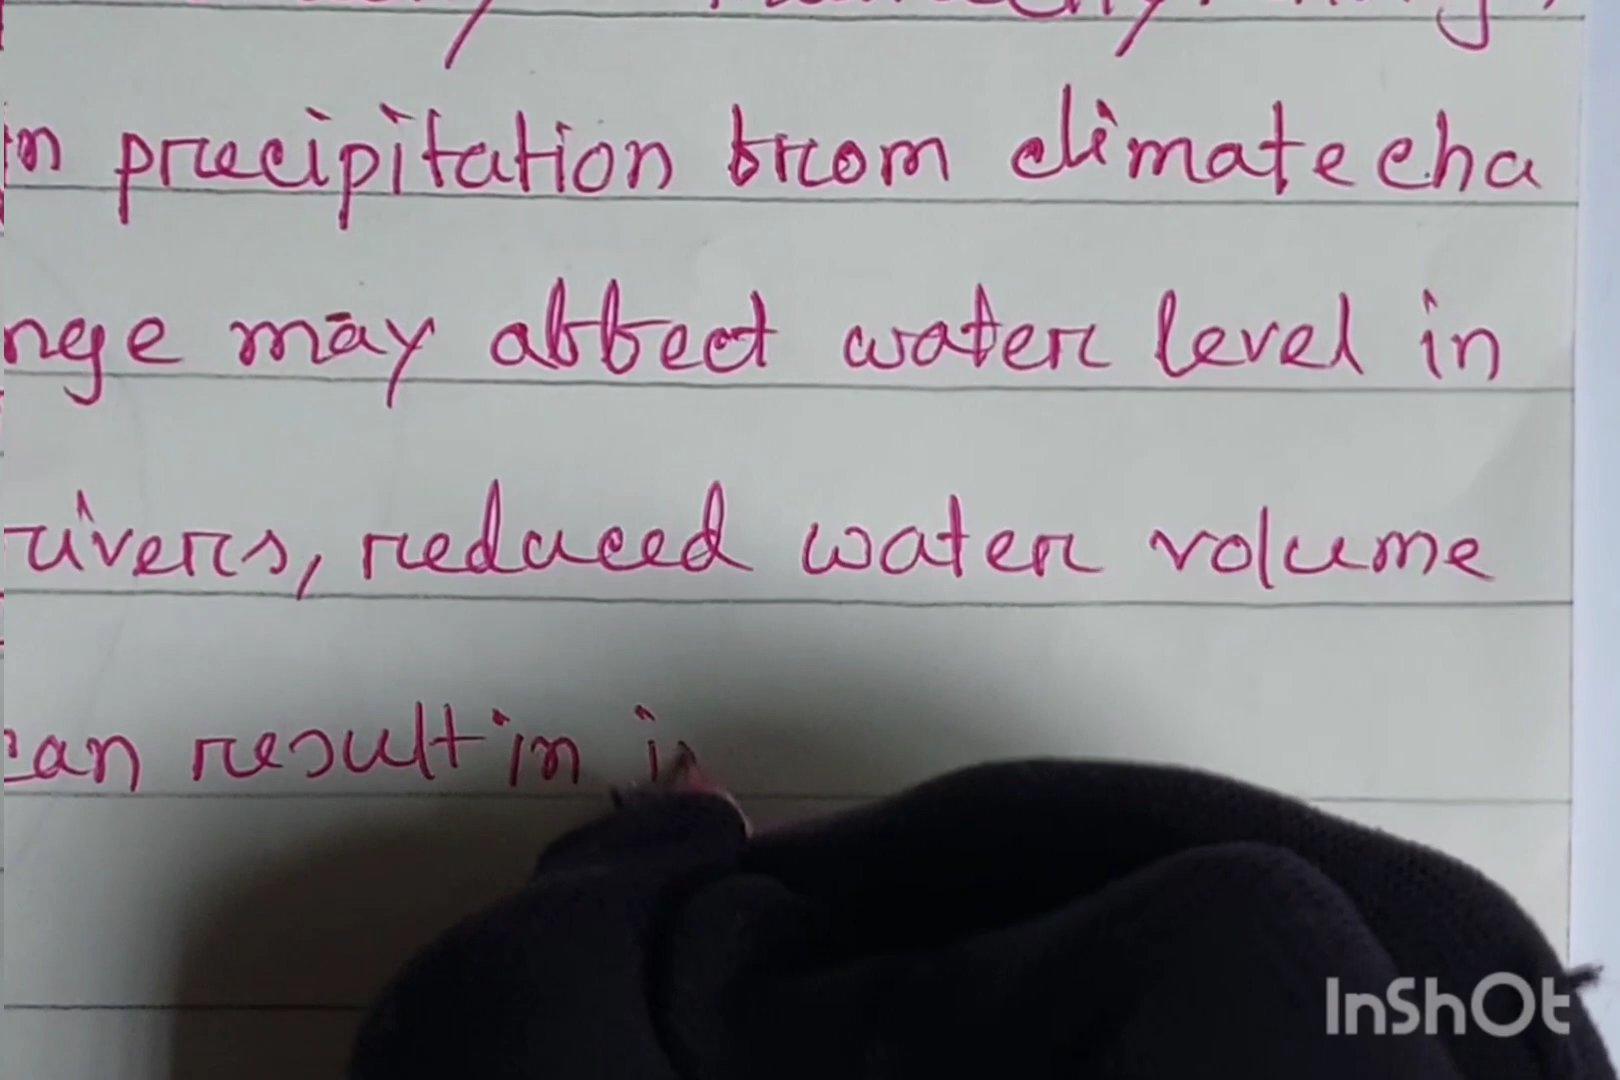 in precipitation from climate cha
nge may affect water level in
rivers, reduced water volume
can result in i
InShOt